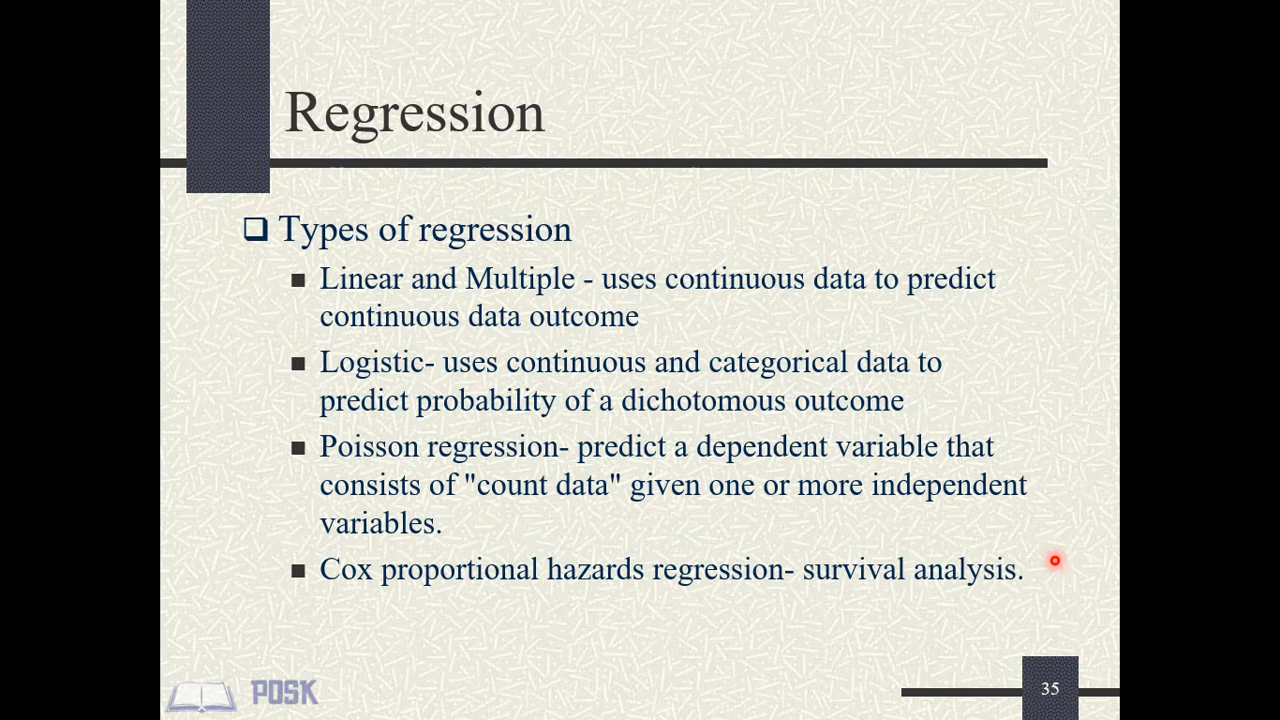 Regression
❑ Types of regression
■ Linear and Multiple - uses continuous data to predict
continuous data outcome
■ Logistic- uses continuous and categorical data to
predict probability of a dichotomous outcome
■ Poisson regression- predict a dependent variable that
consists of "count data" given one or more independent
variables.
■ Cox proportional hazards regression- survival analysis.
POSK
35